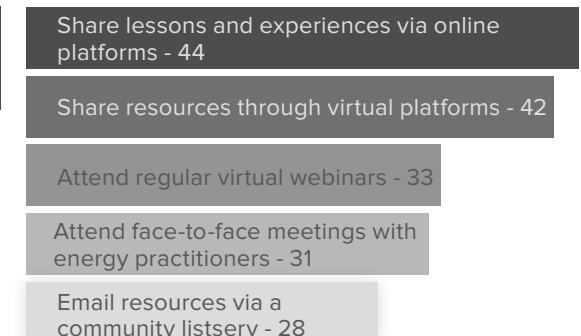 Share lessons and experiences via online
platforms - 44
Share resources through virtual platforms - 42
Attend regular virtual webinars - 33
Attend face-to-face meetings with
energy practitioners - 31
Email resources via a
community listserv - 28